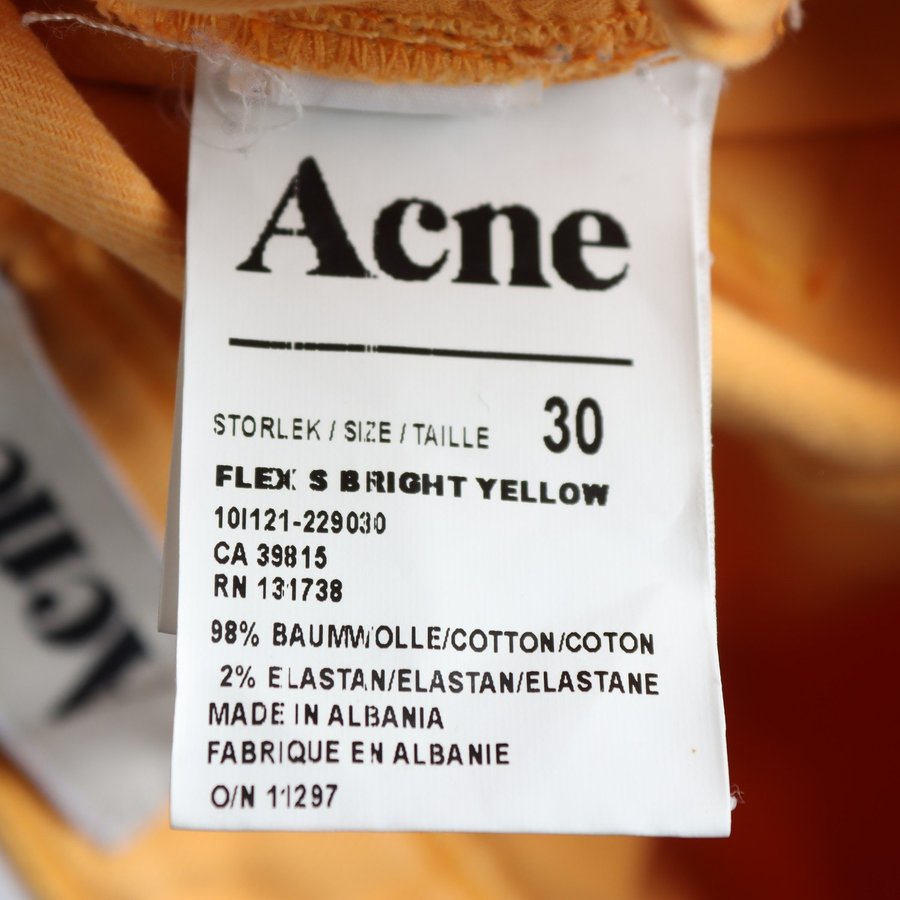 Acne
STORLEK / SIZE / TAILLE 30
FLEX S BRIGHT YELLOW
10I121-229030
CA 39815
RN 131738
98% BAUMWOLLE/COTTON/COTON
2% ELASTAN/ELASTAN/ELASTANE
MADE IN ALBANIA
FABRIQUE EN ALBANIE
O/N 11297
Acne